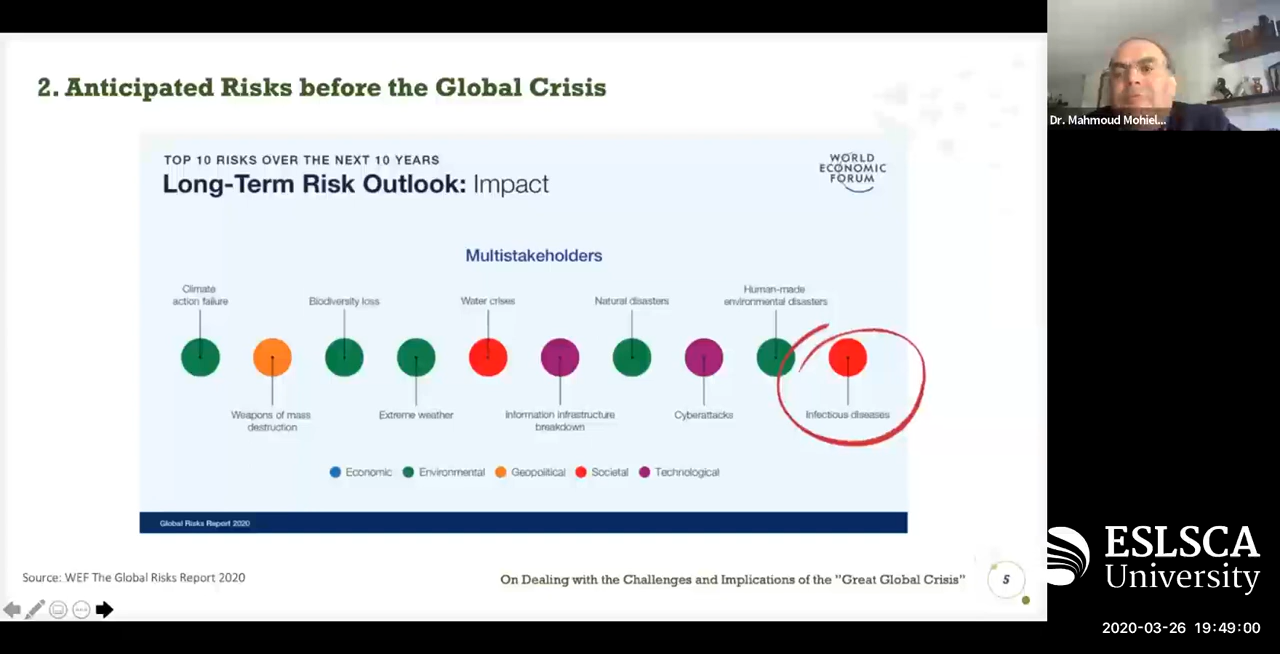 2. Anticipated Risks before the Global Crisis
TOP 10 RISKS OVER THE NEXT 10 YEARS
Long-Term Risk Outlook: Impact
WORLD
ECONOMIC
FORUM
Multistakeholders
Climate
action failure
Biodiversity loss
Water crises
Natural disasters
Human-made
environmental disasters
Weapons of mass
destruction
Extreme weather
Information infrastructure
breakdown
Cyberattacks
Infectious diseases
Economic
Environmental
Geopolitical
Societal
Technological
Global Risks Report 2020
Source: WEF The Global Risks Report 2020
On Dealing with the Challenges and Implications of the "Great Global Crisis"
5
Dr. Mahmoud Mohiel...
ESLSCA
University
2020-03-26 19:49:00